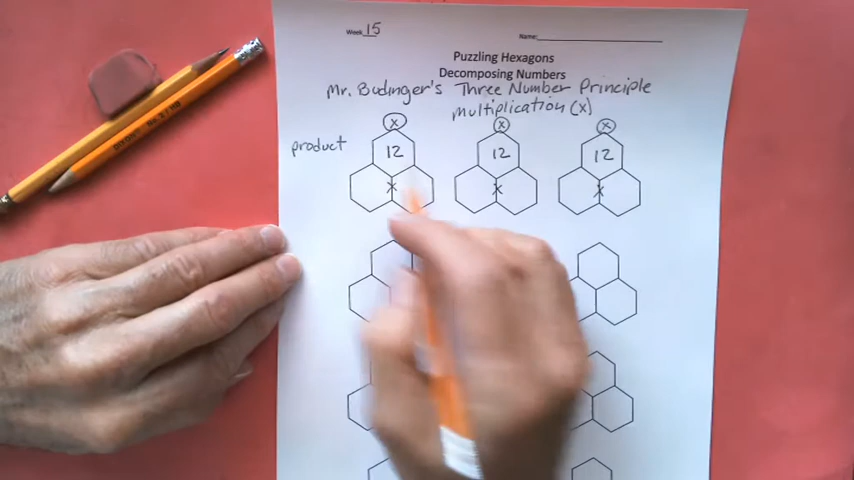 Week 15 Name:
Puzzling Hexagons
Decomposing Numbers
Mr. Budinger's Three Number Principle
multiplication (x)
x x x
product 12 12 12
x x x